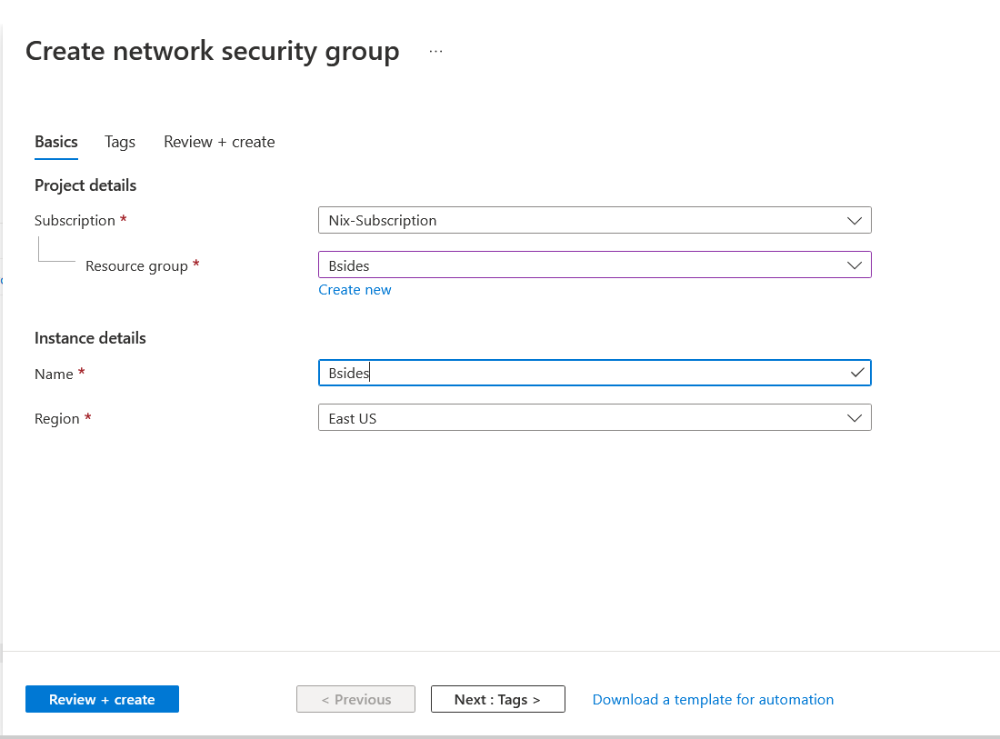 Create network security group ...
Basics Tags Review + create
Project details
Subscription * Nix-Subscription
Resource group * Bsides
Create new
Instance details
Name * Bsides
Region * East US
Review + create < Previous Next : Tags > Download a template for automation